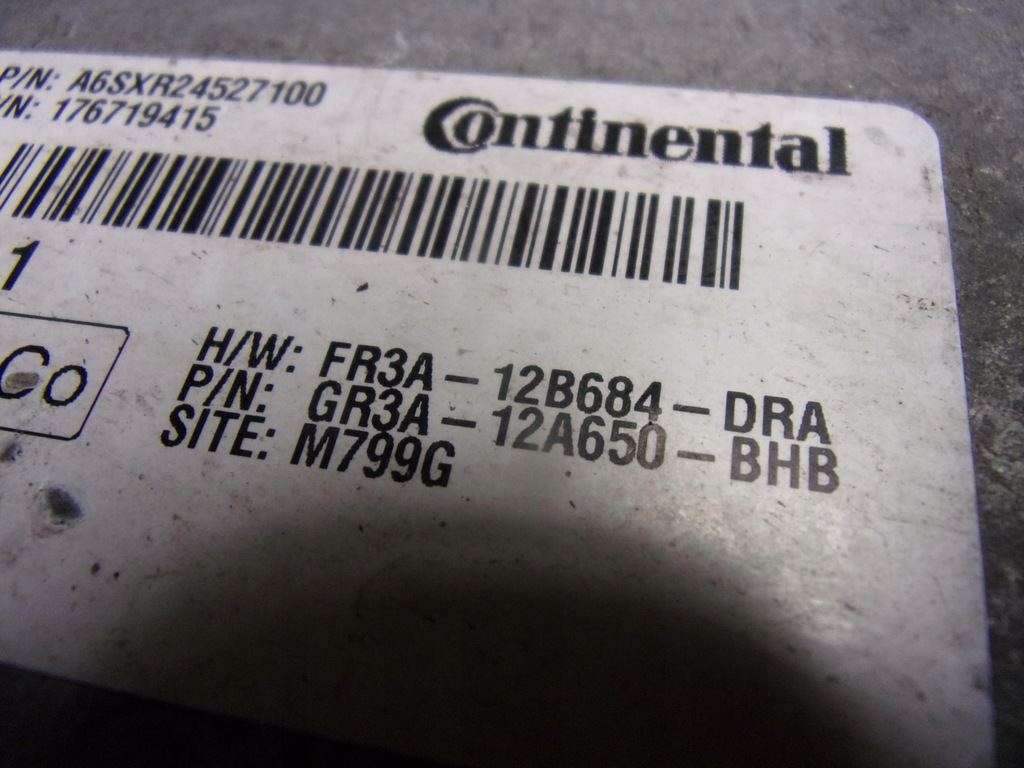 P/N: A6SXR24527100
/N: 176719415
Continental
1
Co
H/W: FR3A – 12B684 – DRA
P/N: GR3A – 12A650 – BHB
SITE: M799G